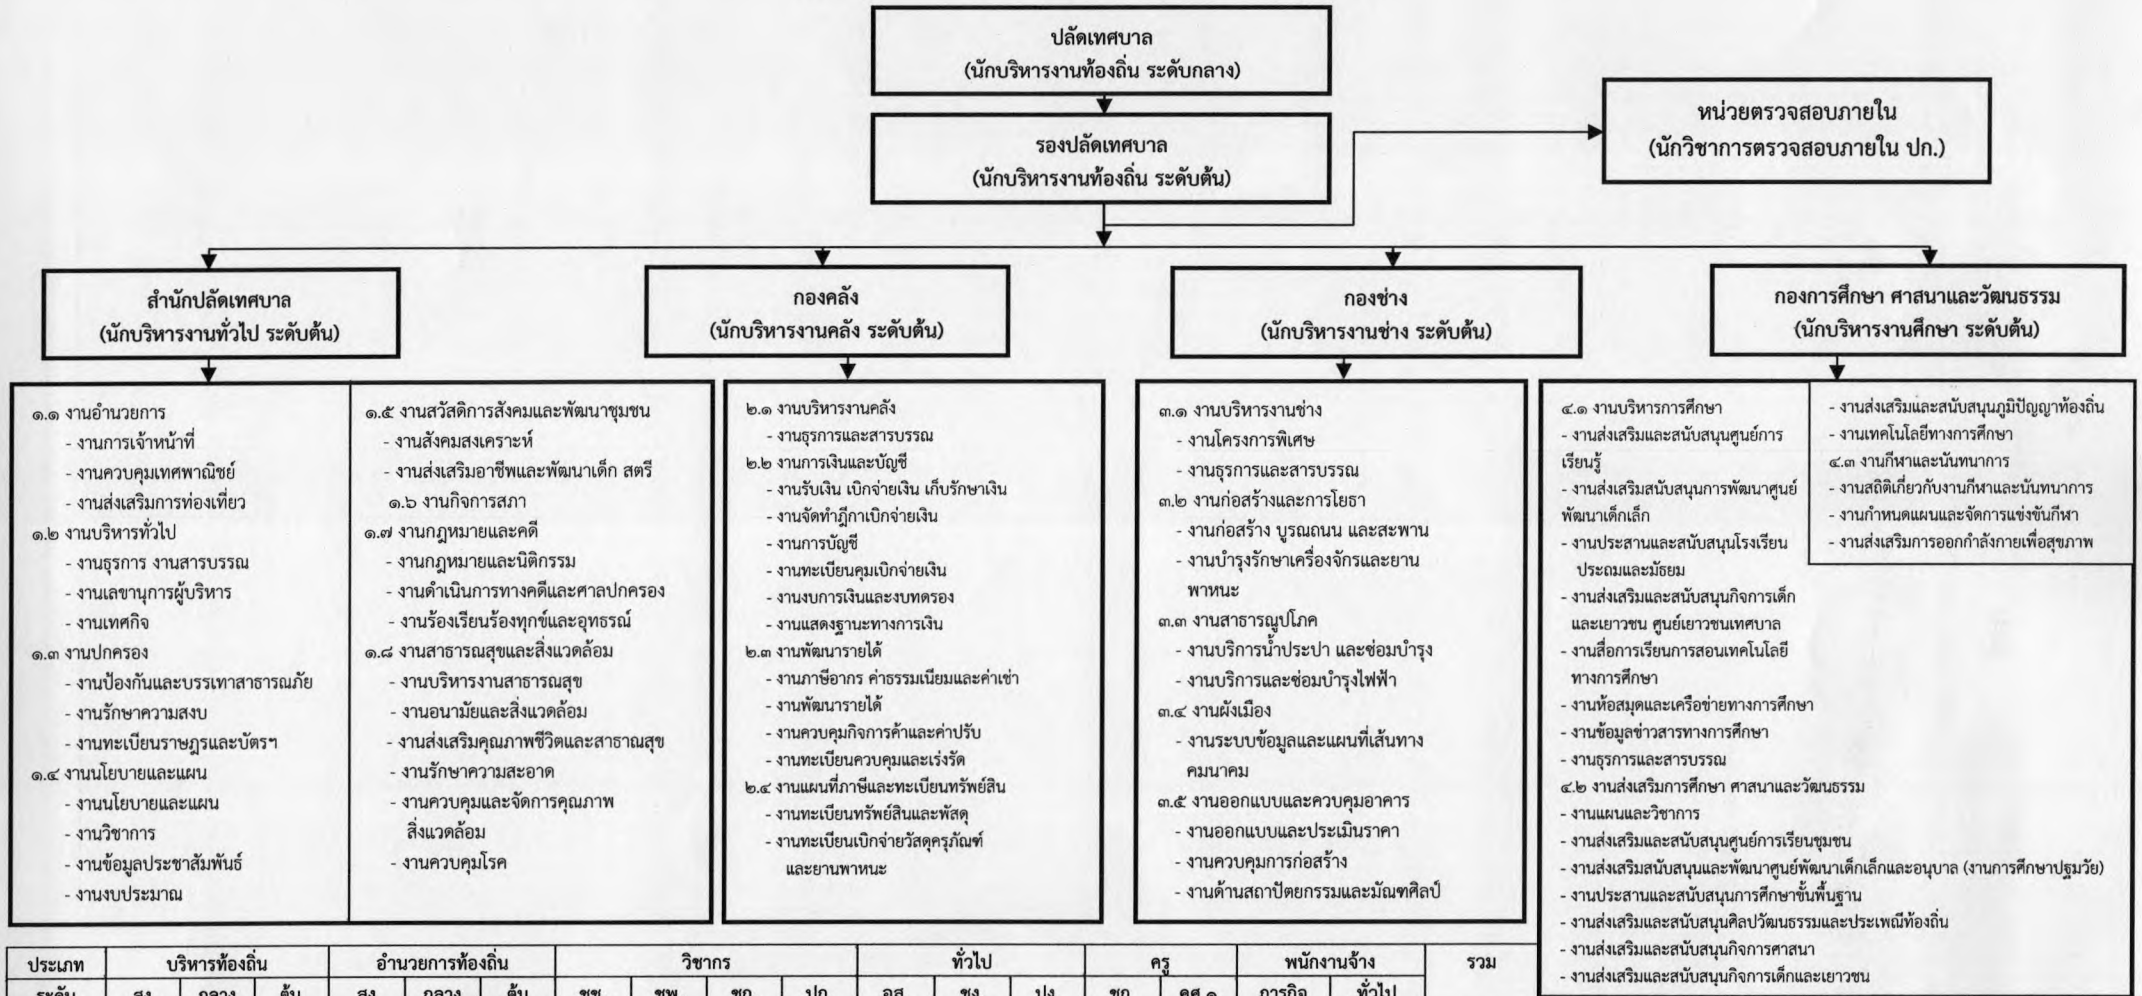 ปลัดเทศบาล
(นักบริหารงานท้องถิ่น ระดับกลาง)
รองปลัดเทศบาล
(นักบริหารงานท้องถิ่น ระดับต้น)
หน่วยตรวจสอบภายใน
(นักวิชาการตรวจสอบภายใน ปก.)
สำนักปลัดเทศบาล
(นักบริหารงานทั่วไป ระดับต้น)
กองคลัง
(นักบริหารงานคลัง ระดับต้น)
กองช่าง
(นักบริหารงานช่าง ระดับต้น)
กองการศึกษา ศาสนาและวัฒนธรรม
(นักบริหารงานศึกษา ระดับต้น)
๑.๑ งานอำนวยการ
- งานการเจ้าหน้าที่
- งานควบคุมเทศพาณิชย์
- งานส่งเสริมการท่องเที่ยว
๑.๒ งานบริหารทั่วไป
- งานธุรการ งานสารบรรณ
- งานเลขานุการผู้บริหาร
- งานเทศกิจ
๑.๓ งานปกครอง
- งานป้องกันและบรรเทาสาธารณภัย
- งานรักษาความสงบ
- งานทะเบียนราษฎรและบัตรฯ
๑.๔ งานนโยบายและแผน
- งานนโยบายและแผน
- งานวิชาการ
- งานข้อมูลประชาสัมพันธ์
- งานงบประมาณ
๑.๕ งานสวัสดิการสังคมและพัฒนาชุมชน
- งานสังคมสงเคราะห์
- งานส่งเสริมอาชีพและพัฒนาเด็ก สตรี
๑.๖ งานกิจการสภา
๑.๗ งานกฎหมายและคดี
- งานกฎหมายและนิติกรรม
- งานดำเนินการทางคดีและศาลปกครอง
- งานร้องเรียนร้องทุกข์และอุทธรณ์
๑.๘ งานสาธารณสุขและสิ่งแวดล้อม
- งานบริหารงานสาธารณสุข
- งานอนามัยและสิ่งแวดล้อม
- งานส่งเสริมคุณภาพชีวิตและสาธาณสุข
- งานรักษาความสะอาด
- งานควบคุมและจัดการคุณภาพ
สิ่งแวดล้อม
- งานควบคุมโรค
๒.๑ งานบริหารงานคลัง
- งานธุรการและสารบรรณ
๒.๒ งานการเงินและบัญชี
- งานรับเงิน เบิกจ่ายเงิน เก็บรักษาเงิน
- งานจัดทำฎีกาเบิกจ่ายเงิน
- งานการบัญชี
- งานทะเบียนคุมเบิกจ่ายเงิน
- งานงบการเงินและงบทดรอง
- งานแสดงฐานะทางการเงิน
๒.๓ งานพัฒนารายได้
- งานภาษีอากร ค่าธรรมเนียมและค่าเช่า
- งานพัฒนารายได้
- งานควบคุมกิจการค้าและค่าปรับ
- งานทะเบียนควบคุมและเร่งรัด
๒.๔ งานแผนที่ภาษีและทะเบียนทรัพย์สิน
- งานทะเบียนทรัพย์สินและพัสดุ
- งานทะเบียนเบิกจ่ายวัสดุครุภัณฑ์
และยานพาหนะ
๓.๑ งานบริหารงานช่าง
- งานโครงการพิเศษ
- งานธุรการและสารบรรณ
๓.๒ งานก่อสร้างและการโยธา
- งานก่อสร้าง บูรณถนน และสะพาน
- งานบำรุงรักษาเครื่องจักรและยาน
พาหนะ
๓.๓ งานสาธารณูปโภค
- งานบริการน้ำประปา และซ่อมบำรุง
- งานบริการและซ่อมบำรุงไฟฟ้า
๓.๔ งานผังเมือง
- งานระบบข้อมูลและแผนที่เส้นทาง
คมนาคม
๓.๕ งานออกแบบและควบคุมอาคาร
- งานออกแบบและประเมินราคา
- งานควบคุมการก่อสร้าง
- งานด้านสถาปัตยกรรมและมัณฑศิลป์
๔.๑ งานบริหารการศึกษา
- งานส่งเสริมและสนับสนุนศูนย์การ
เรียนรู้
- งานส่งเสริมสนับสนุนการพัฒนาศูนย์
พัฒนาเด็กเล็ก
- งานประสานและสนับสนุนโรงเรียน
ประถมและมัธยม
- งานส่งเสริมและสนับสนุนกิจการเด็ก
และเยาวชน ศูนย์เยาวชนเทศบาล
- งานสื่อการเรียนการสอนเทคโนโลยี
ทางการศึกษา
- งานห้อสมุดและเครือข่ายทางการศึกษา
- งานข้อมูลข่าวสารทางการศึกษา
- งานธุรการและสารบรรณ
๔.๒ งานส่งเสริมการศึกษา ศาสนาและวัฒนธรรม
- งานแผนและวิชาการ
- งานส่งเสริมและสนับสนุนศูนย์การเรียนชุมชน
- งานส่งเสริมสนับสนุนและพัฒนาศูนย์พัฒนาเด็กเล็กและอนุบาล (งานการศึกษาปฐมวัย)
- งานประสานและสนับสนุนการศึกษาขั้นพื้นฐาน
- งานส่งเสริมและสนับสนุนศิลปวัฒนธรรมและประเพณีท้องถิ่น
- งานส่งเสริมและสนับสนุนกิจการศาสนา
- งานส่งเสริมและสนับสนุนกิจการเด็กและเยาวชน
- งานส่งเสริมและสนับสนุนภูมิปัญญาท้องถิ่น
- งานเทคโนโลยีทางการศึกษา
๔.๓ งานกีฬาและนันทนาการ
- งานสถิติเกี่ยวกับงานกีฬาและนันทนาการ
- งานกำหนดแผนและจัดการแข่งขันกีฬา
- งานส่งเสริมการออกกำลังกายเพื่อสุขภาพ
ประเภท บริหารท้องถิ่น อำนวยการท้องถิ่น วิชากร ทั่วไป ครู พนักงานจ้าง รวม
ระดับ สูง กลาง ต้น สูง กลาง ต้น ชช ชพ ชก ปก อส ชง ปง ชก คศ.๑ ภารกิจ ทั่วไป